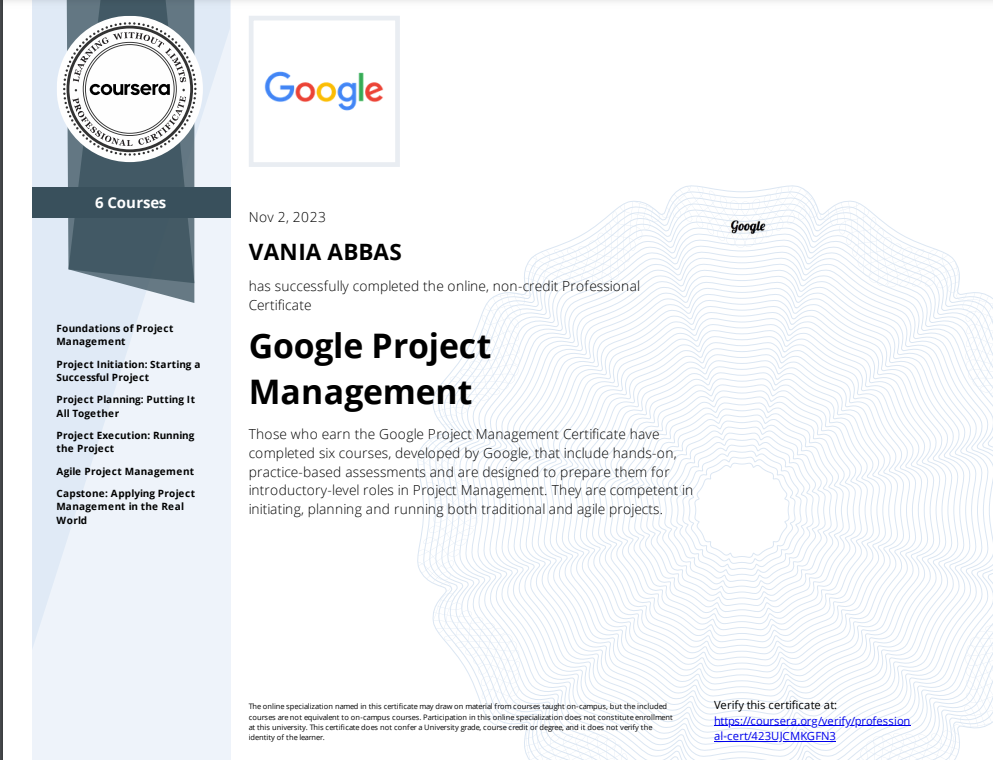 LEARNING WITHOUT LIMITS
coursera
PROFESSIONAL CERTIFICATE
6 Courses
Foundations of Project
Management
Project Initiation: Starting a
Successful Project
Project Planning: Putting It
All Together
Project Execution: Running
the Project
Agile Project Management
Capstone: Applying Project
Management in the Real
World
Google
Nov 2, 2023
VANIA ABBAS
has successfully completed the online, non-credit Professional
Certificate
Google Project
Management
Those who earn the Google Project Management Certificate have
completed six courses, developed by Google, that include hands-on,
practice-based assessments and are designed to prepare them for
introductory-level roles in Project Management. They are competent in
initiating, planning and running both traditional and agile projects.
Google
The online specialization named in this certificate may draw on material from courses taught on-campus, but the included
courses are not equivalent to on-campus courses. Participation in this online specialization does not constitute enrollment
at this university. This certificate does not confer a University grade, course credit or degree, and it does not verify the
identity of the learner.
Verify this certificate at:
https://coursera.org/verify/profession
al-cert/423UJCMKGFN3